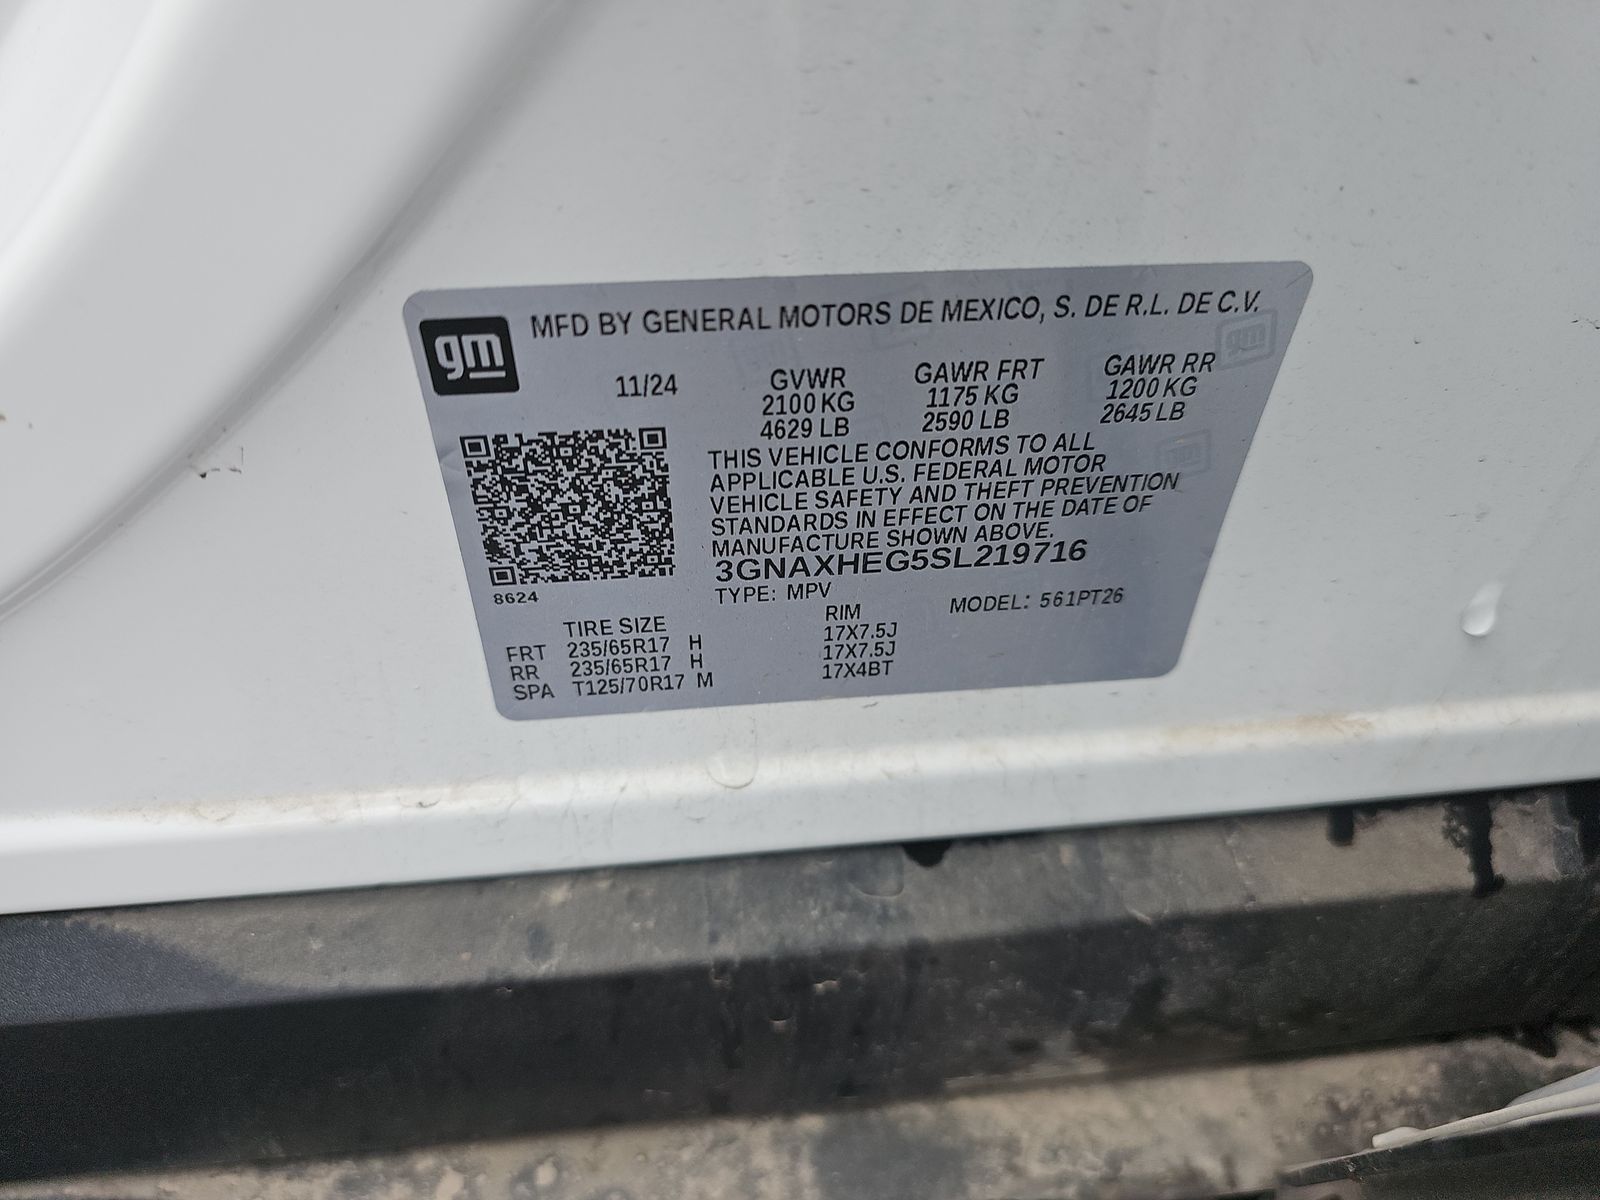 gm MFD BY GENERAL MOTORS DE MEXICO, S. DE R.L. DE C.V.
11/24 GVWR GAWR FRT GAWR RR
2100 KG 1175 KG 1200 KG
4629 LB 2590 LB 2645 LB
THIS VEHICLE CONFORMS TO ALL
APPLICABLE U.S. FEDERAL MOTOR
VEHICLE SAFETY AND THEFT PREVENTION
STANDARDS IN EFFECT ON THE DATE OF
MANUFACTURE SHOWN ABOVE.
3GNAXHEG5SL219716
8624 TYPE: MPV MODEL: 561PT26
TIRE SIZE RIM
FRT 235/65R17 H 17X7.5J
RR 235/65R17 H 17X7.5J
SPA T125/70R17 M 17X4BT